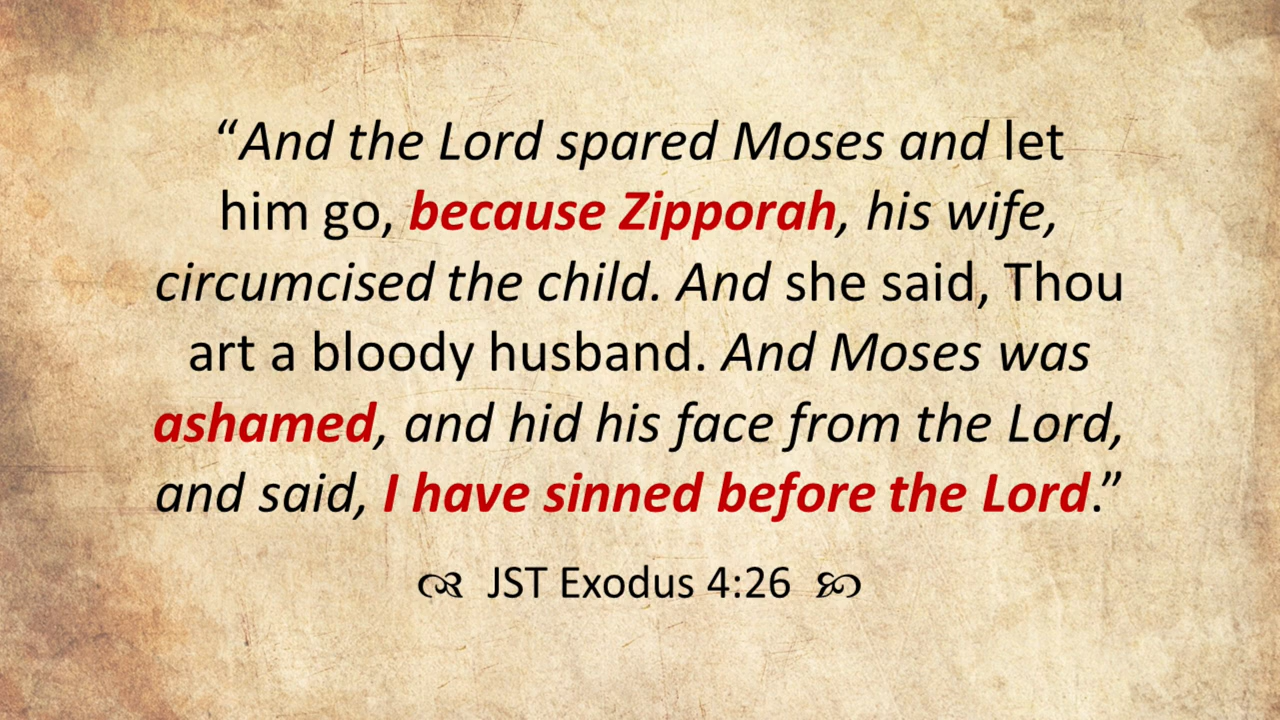 “And the Lord spared Moses and let
him go, because Zipporah, his wife,
circumcised the child. And she said, Thou
art a bloody husband. And Moses was
ashamed, and hid his face from the Lord,
and said, I have sinned before the Lord.”
JST Exodus 4:26